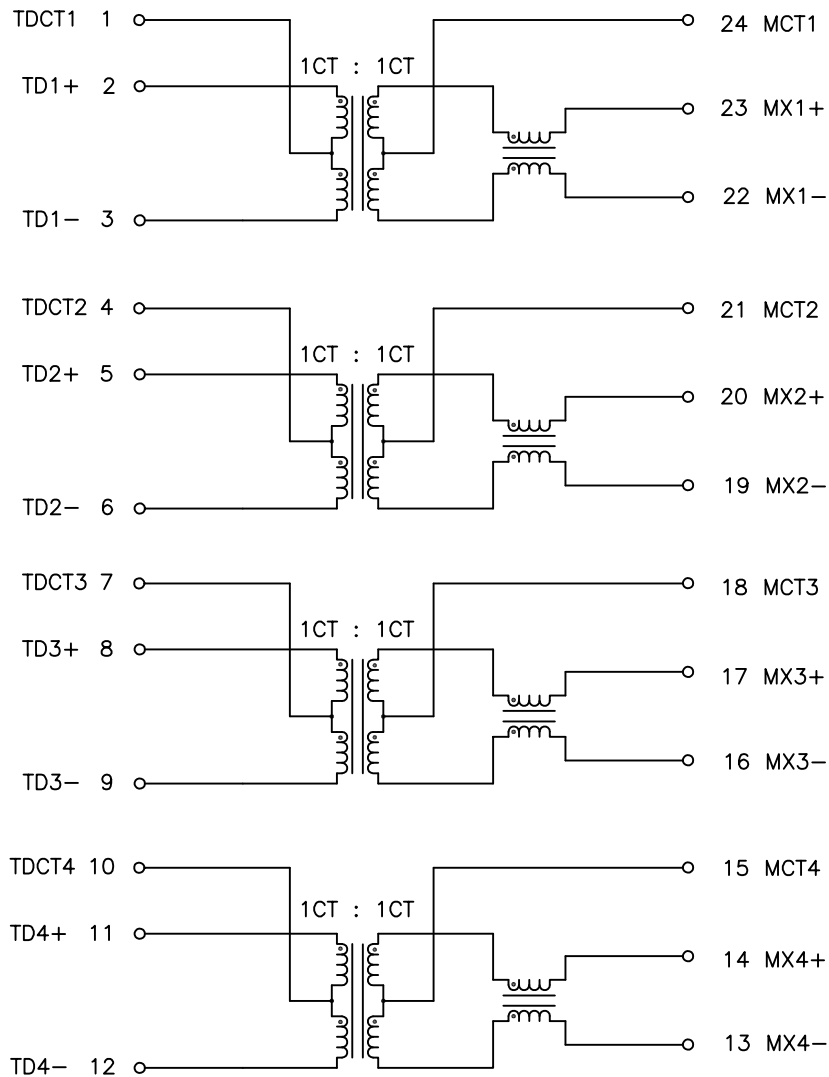 TDCT1 1
24 MCT1
1CT : 1CT
TD1+ 2
23 MX1+
22 MX1−
TD1− 3
TDCT2 4
21 MCT2
1CT : 1CT
TD2+ 5
20 MX2+
19 MX2−
TD2− 6
TDCT3 7
18 MCT3
1CT : 1CT
TD3+ 8
17 MX3+
16 MX3−
TD3− 9
TDCT4 10
15 MCT4
1CT : 1CT
TD4+ 11
14 MX4+
13 MX4−
TD4− 12